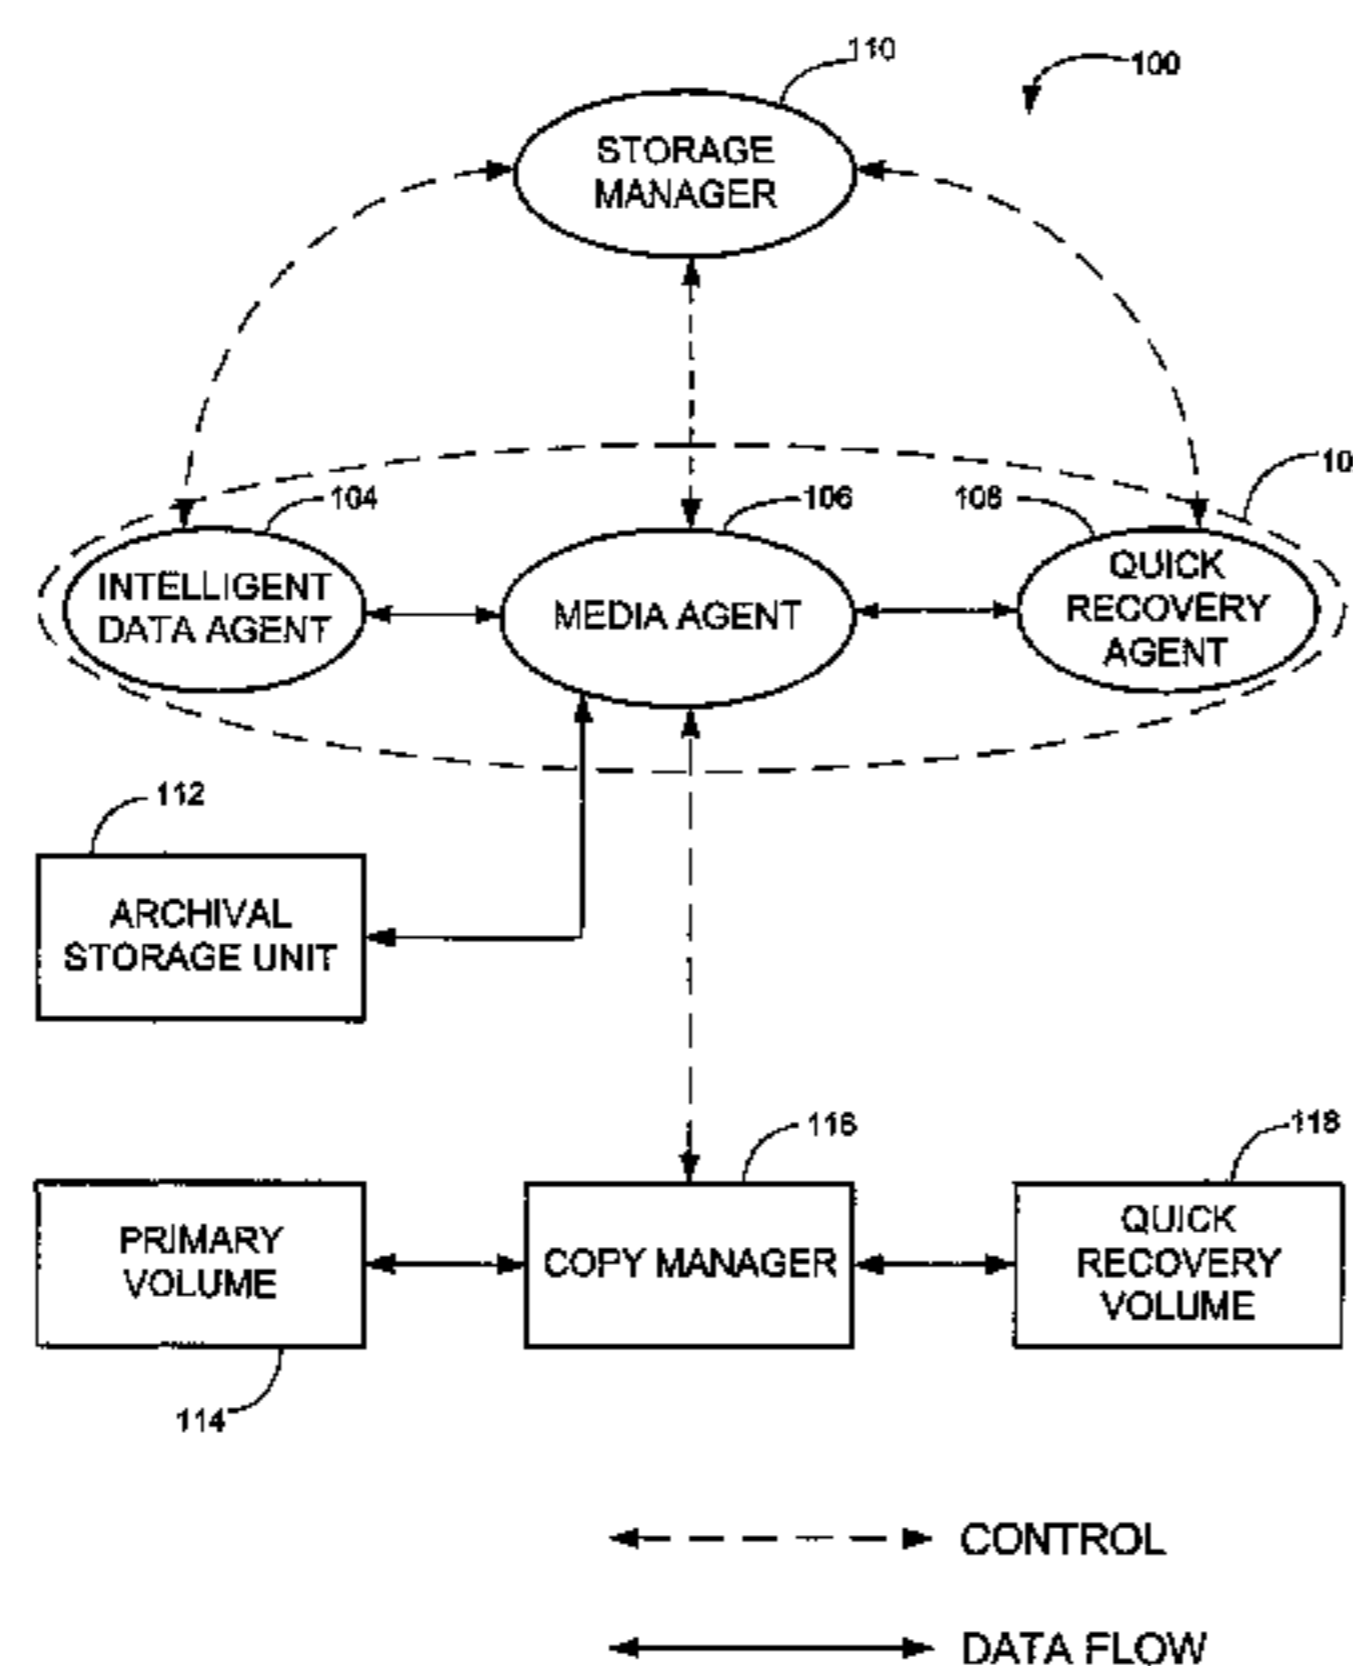 110
100
STORAGE
MANAGER
10
104
106
108
INTELLIGENT
DATA AGENT
MEDIA AGENT
QUICK
RECOVERY
AGENT
112
ARCHIVAL
STORAGE UNIT
116
118
PRIMARY
VOLUME
COPY MANAGER
QUICK
RECOVERY
VOLUME
114
CONTROL
DATA FLOW